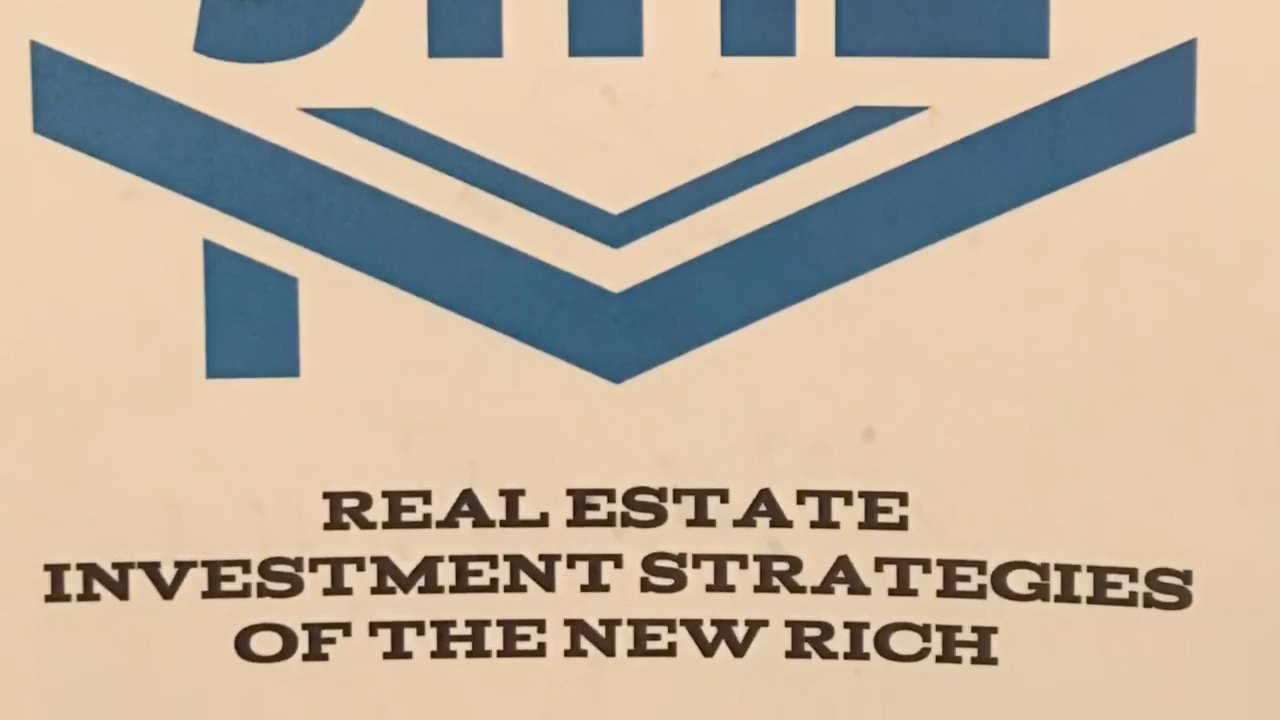 REAL ESTATE
INVESTMENT STRATEGIES
OF THE NEW RICH